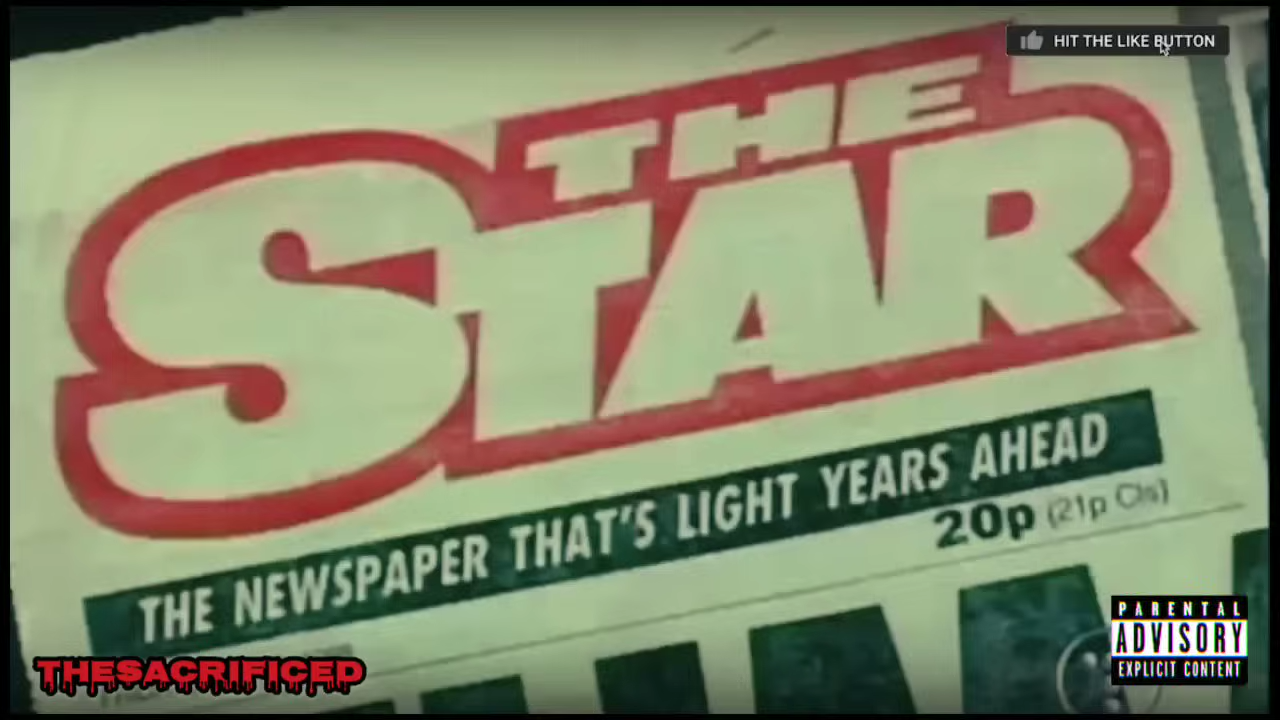 HIT THE LIKE BUTTON
THE
STAR
THE NEWSPAPER THAT'S LIGHT YEARS AHEAD
20p (21p CIs)
THESACRIFICED
PARENTAL
ADVISORY
EXPLICIT CONTENT